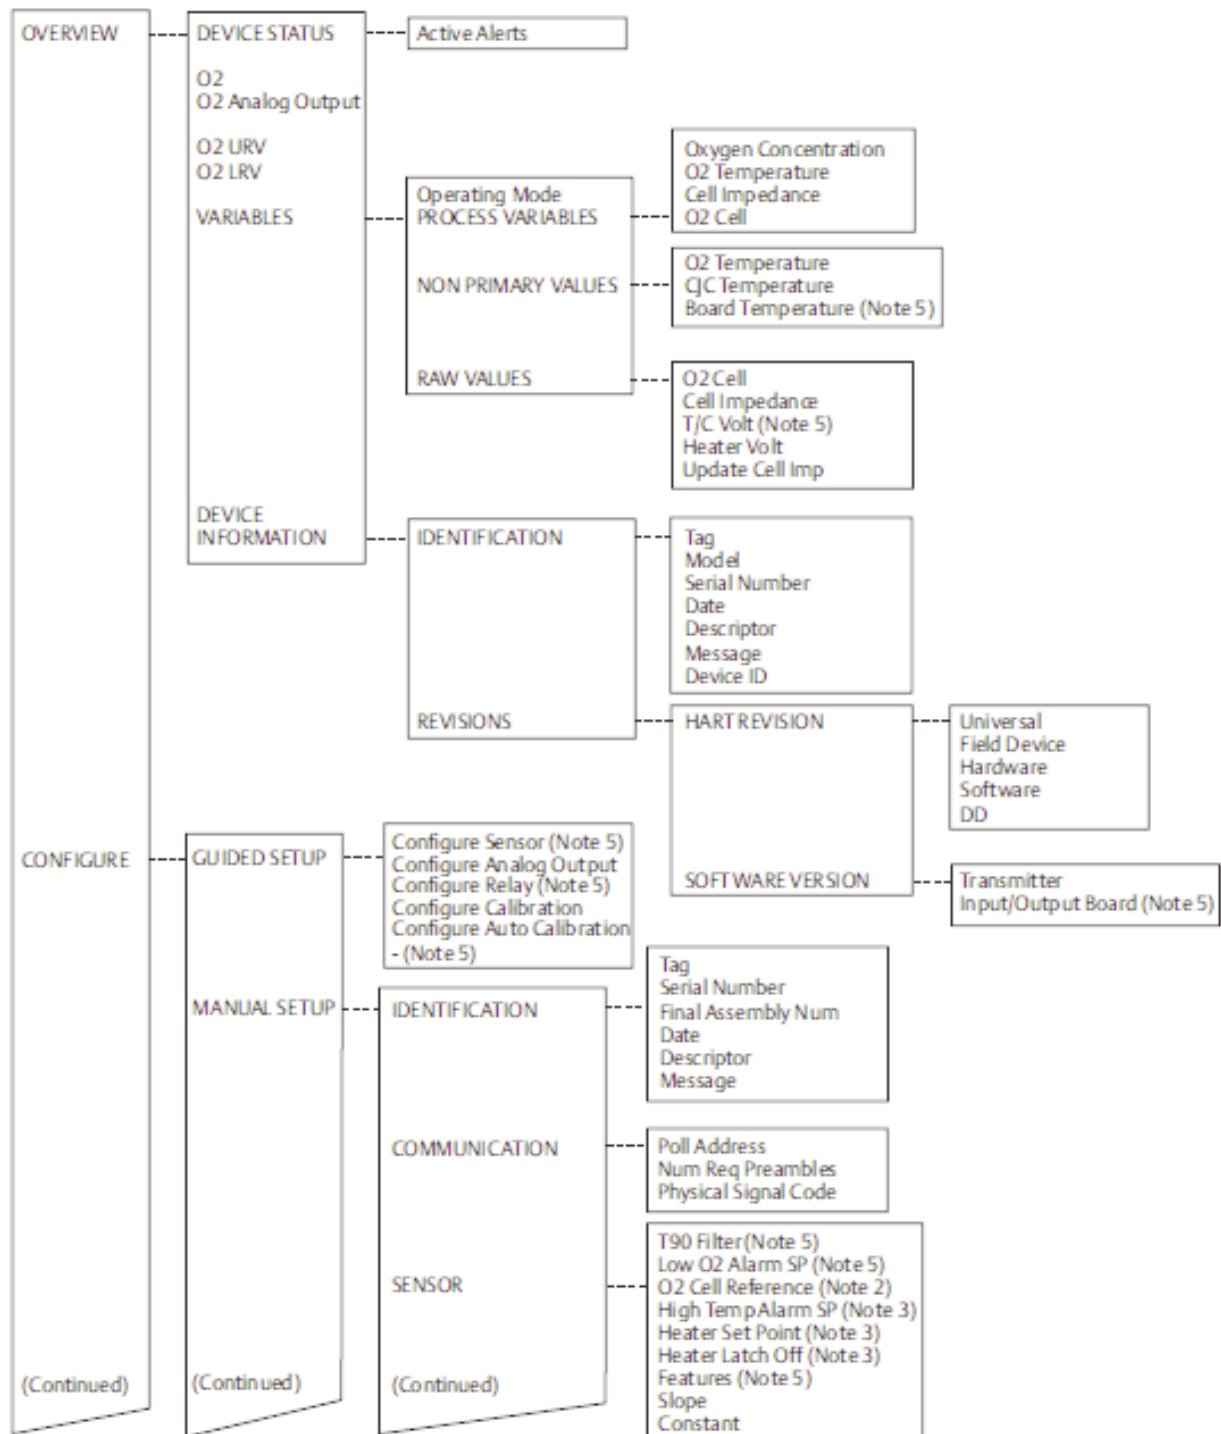 OVERVIEW
DEVICE STATUS
Active Alerts
O2
O2 Analog Output
O2 URV
O2 LRV
VARIABLES
Operating Mode
PROCESS VARIABLES
Oxygen Concentration
O2 Temperature
Cell Impedance
O2 Cell
NON PRIMARY VALUES
O2 Temperature
CJC Temperature
Board Temperature (Note 5)
RAW VALUES
O2 Cell
Cell Impedance
T/C Volt (Note 5)
Heater Volt
Update Cell Imp
DEVICE
INFORMATION
IDENTIFICATION
Tag
Model
Serial Number
Date
Descriptor
Message
Device ID
REVISIONS
HART REVISION
Universal
Field Device
Hardware
Software
DD
SOFTWARE VERSION
Transmitter
Input/Output Board (Note 5)
CONFIGURE
GUIDED SETUP
Configure Sensor (Note 5)
Configure Analog Output
Configure Relay (Note 5)
Configure Calibration
Configure Auto Calibration
- (Note 5)
MANUAL SETUP
IDENTIFICATION
Tag
Serial Number
Final Assembly Num
Date
Descriptor
Message
COMMUNICATION
Poll Address
Num Req Preambles
Physical Signal Code
SENSOR
T90 Filter (Note 5)
Low O2 Alarm SP (Note 5)
O2 Cell Reference (Note 2)
High Temp Alarm SP (Note 3)
Heater Set Point (Note 3)
Heater Latch Off (Note 3)
Features (Note 5)
Slope
Constant
(Continued)
(Continued)
(Continued)